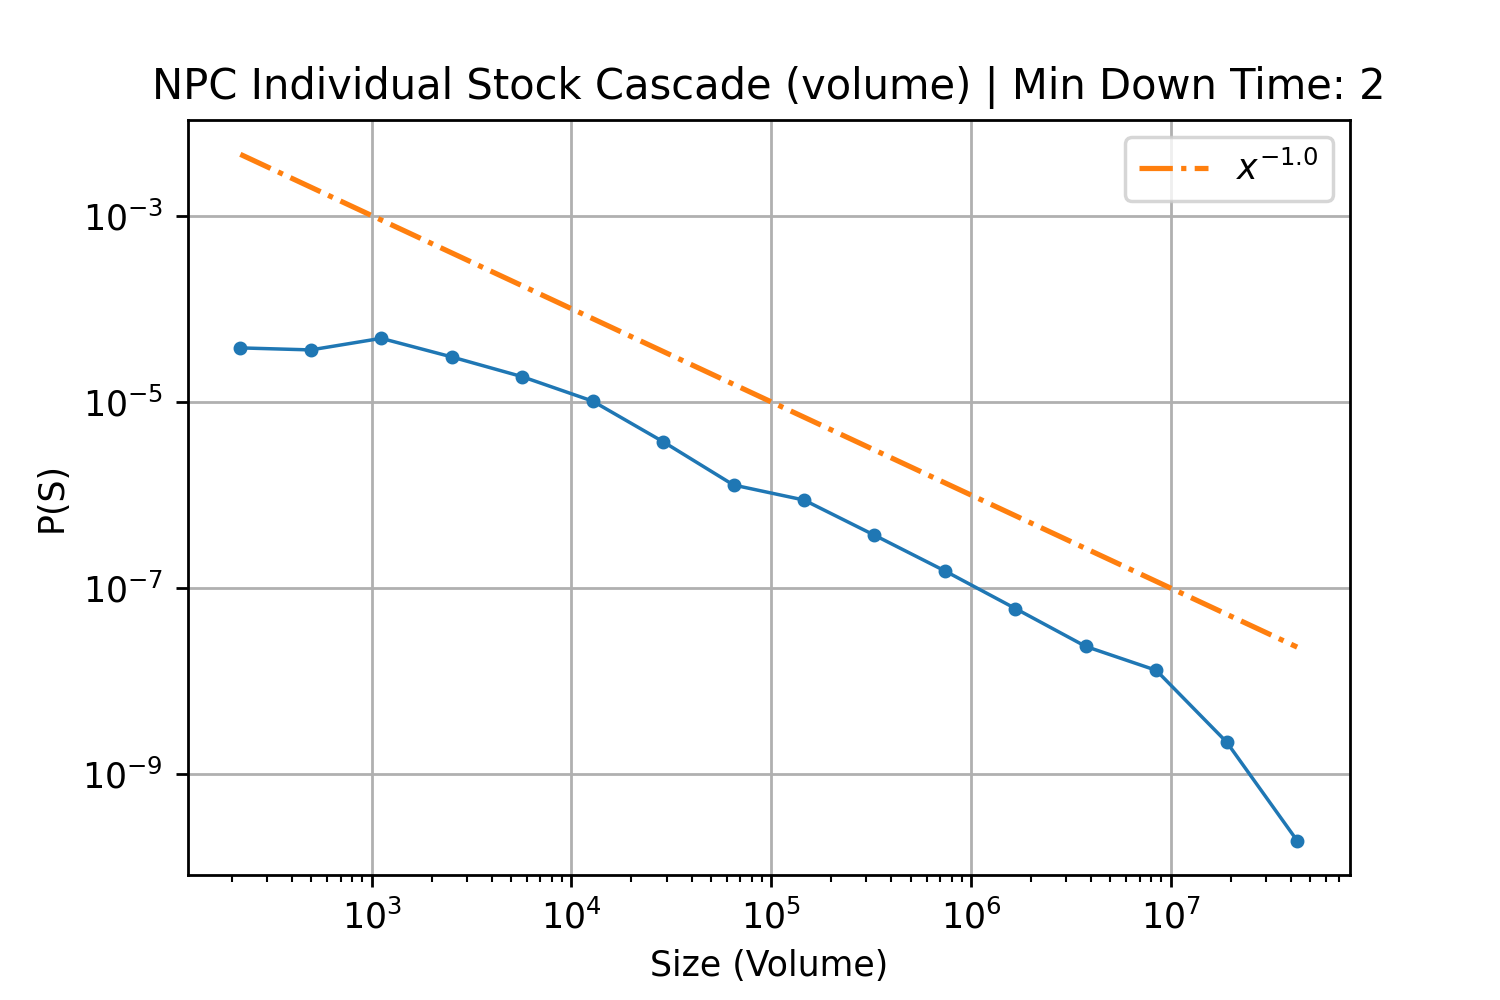 NPC Individual Stock Cascade (volume) | Min Down Time: 2
x^{-1.0}
P(S)
10^{-3}
10^{-5}
10^{-7}
10^{-9}
10^{3} 10^{4} 10^{5} 10^{6} 10^{7}
Size (Volume)